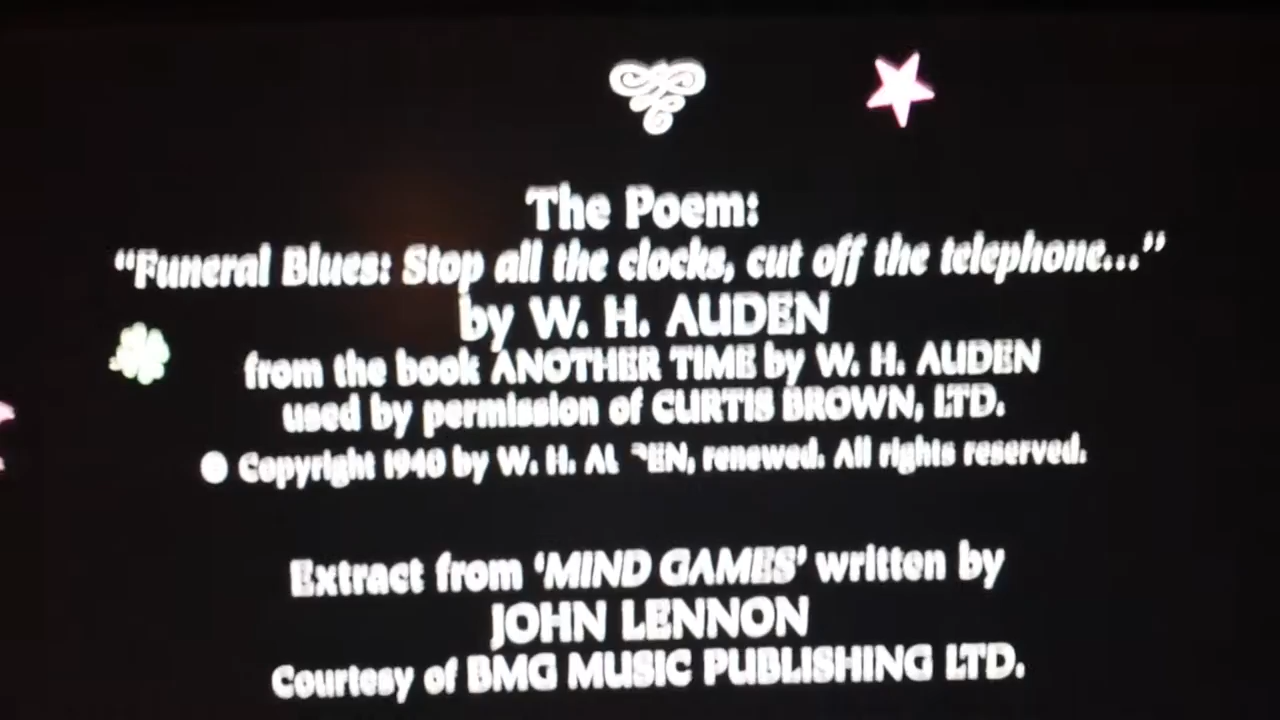 The Poem:
“Funeral Blues: Stop all the clocks, cut off the telephone...”
by W. H. AUDEN
from the book ANOTHER TIME by W. H. AUDEN
used by permission of CURTIS BROWN, LTD.
© Copyright 1940 by W. H. AUDEN, renewed. All rights reserved.
Extract from ‘MIND GAMES’ written by
JOHN LENNON
Courtesy of BMG MUSIC PUBLISHING LTD.